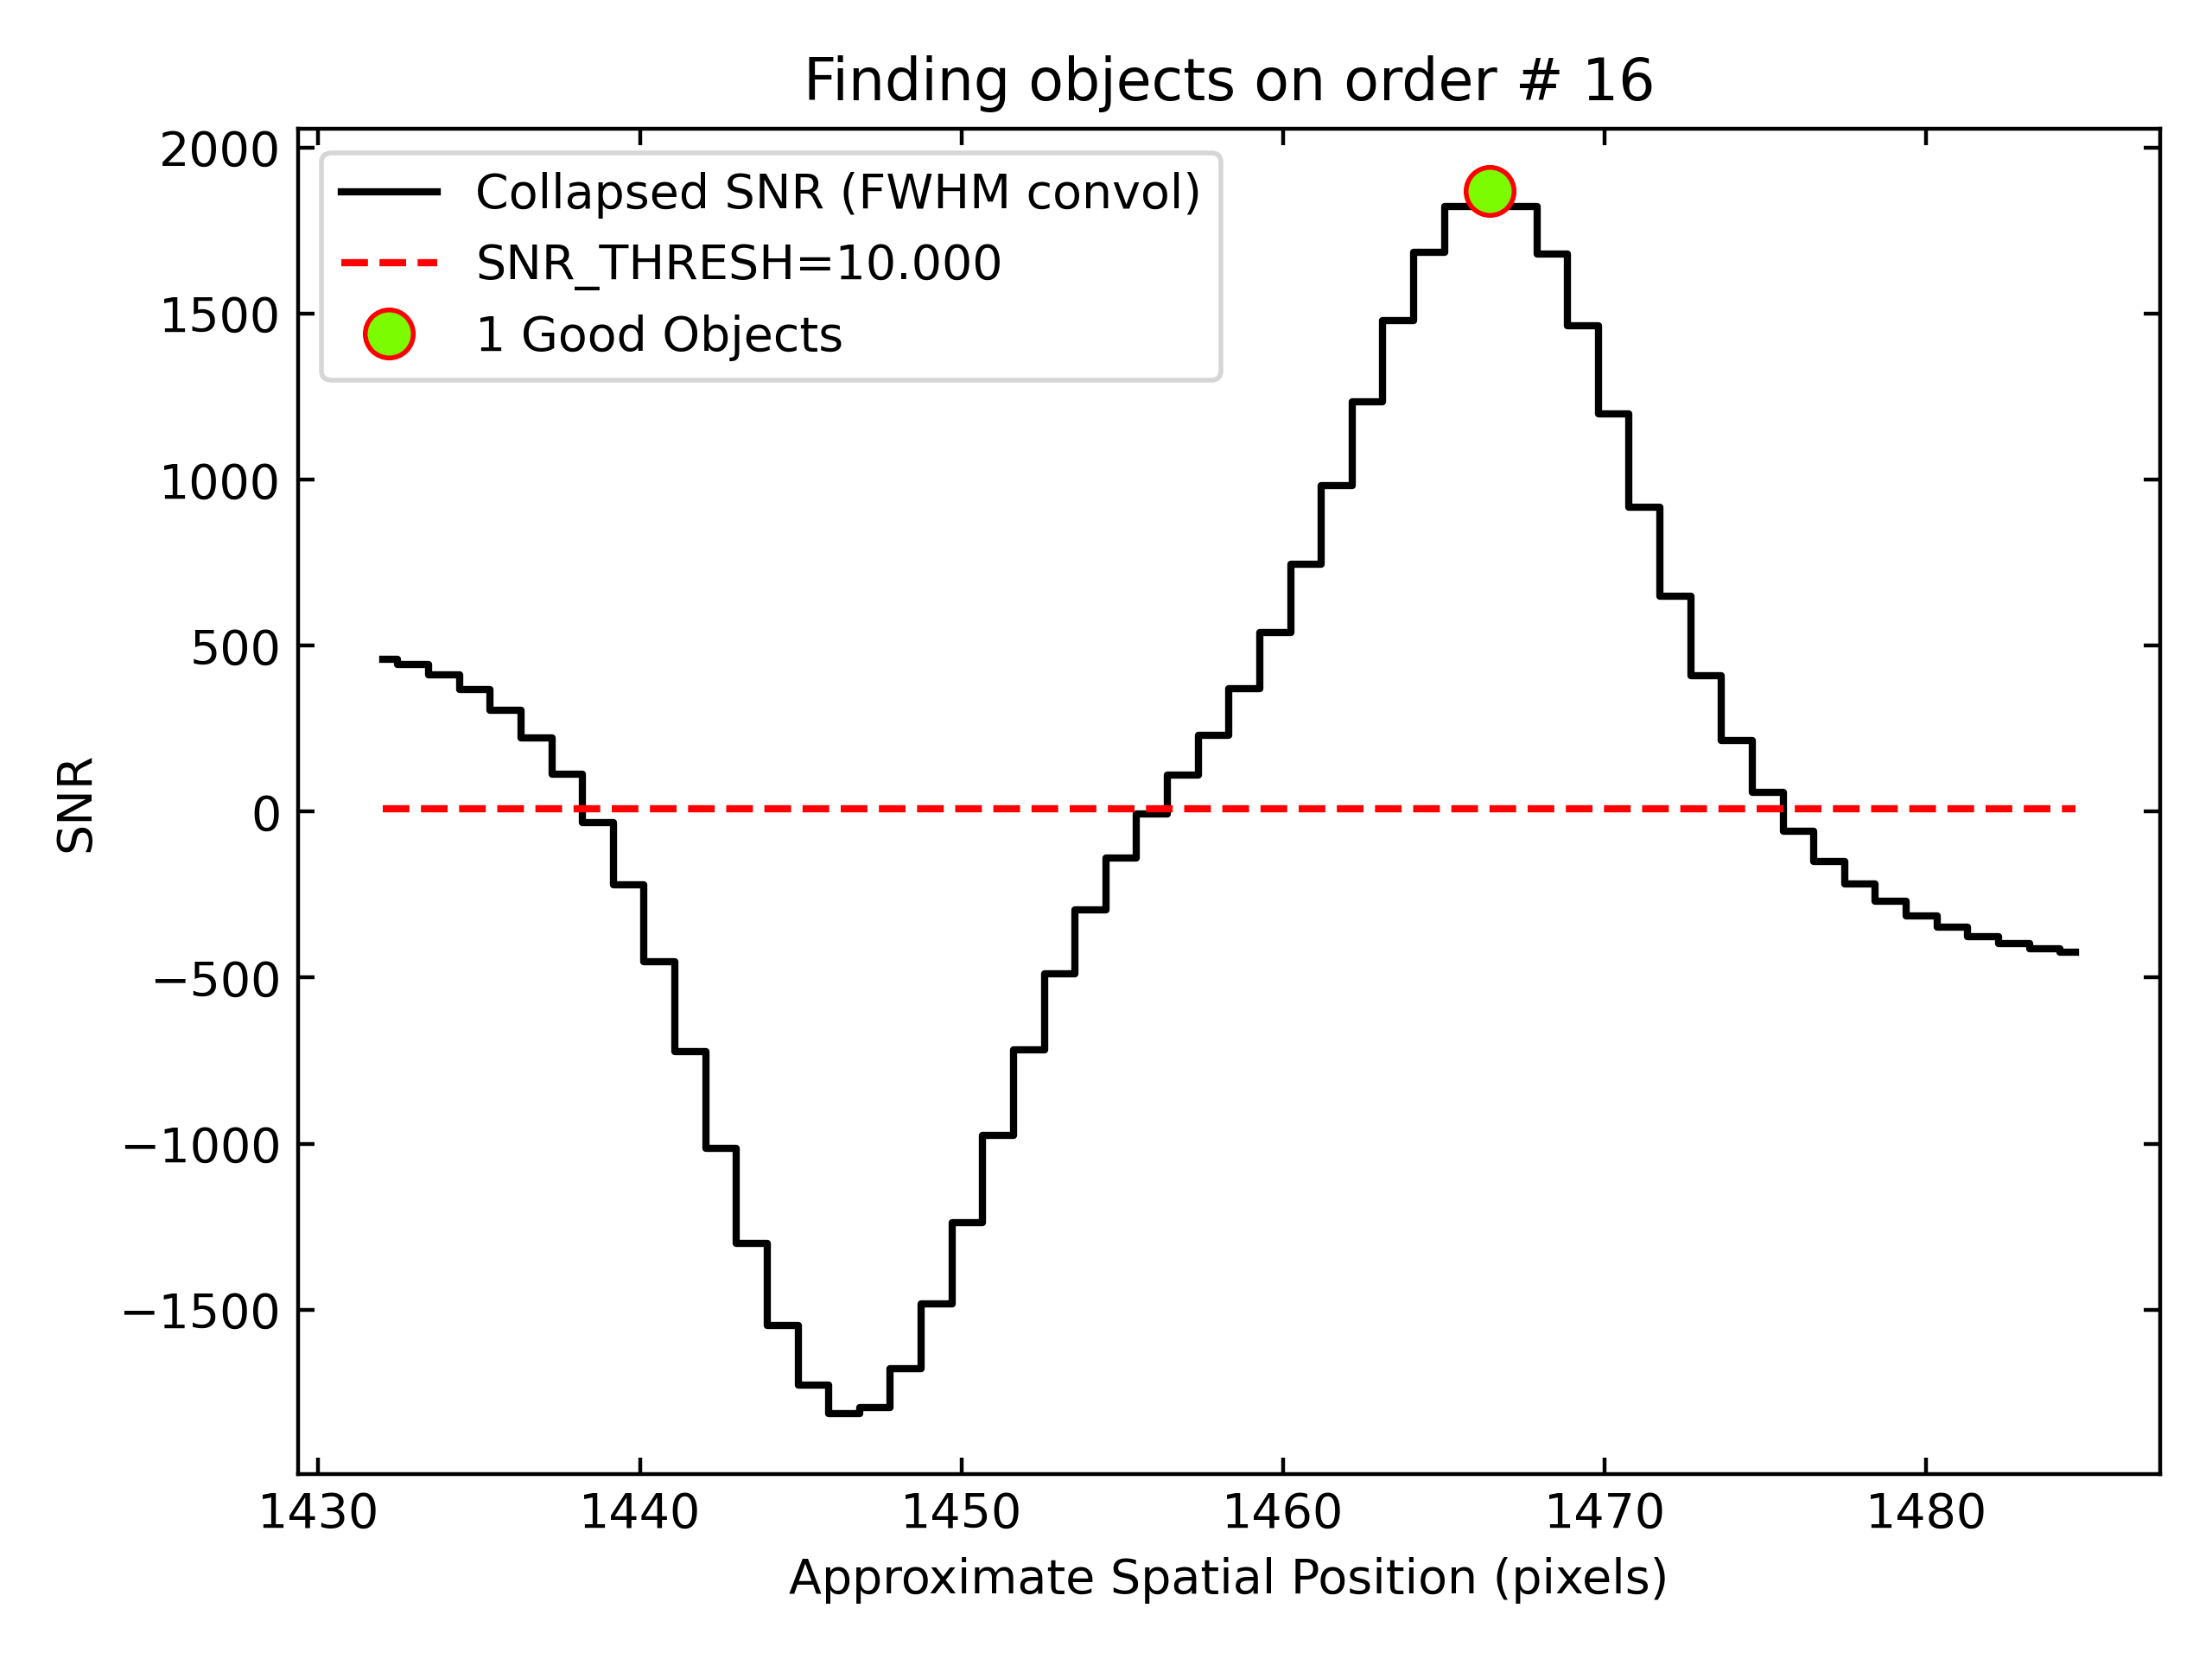 Finding objects on order # 16
Collapsed SNR (FWHM convol)
SNR_THRESH=10.000
1 Good Objects
2000
1500
1000
500
0
−500
−1000
−1500
SNR
1430 1440 1450 1460 1470 1480
Approximate Spatial Position (pixels)